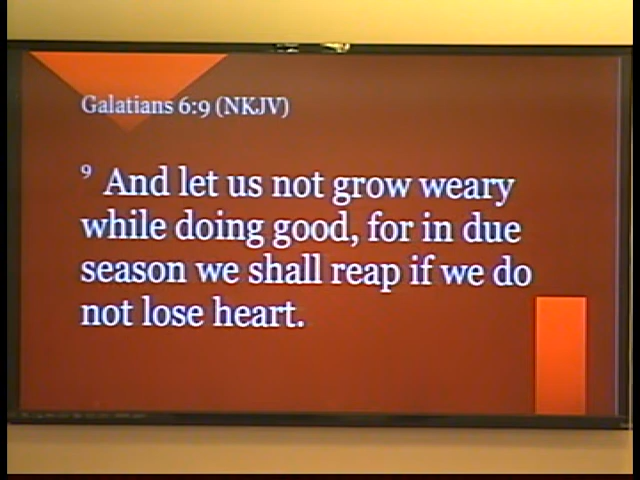 Galatians 6:9 (NKJV)
9 And let us not grow weary
while doing good, for in due
season we shall reap if we do
not lose heart.